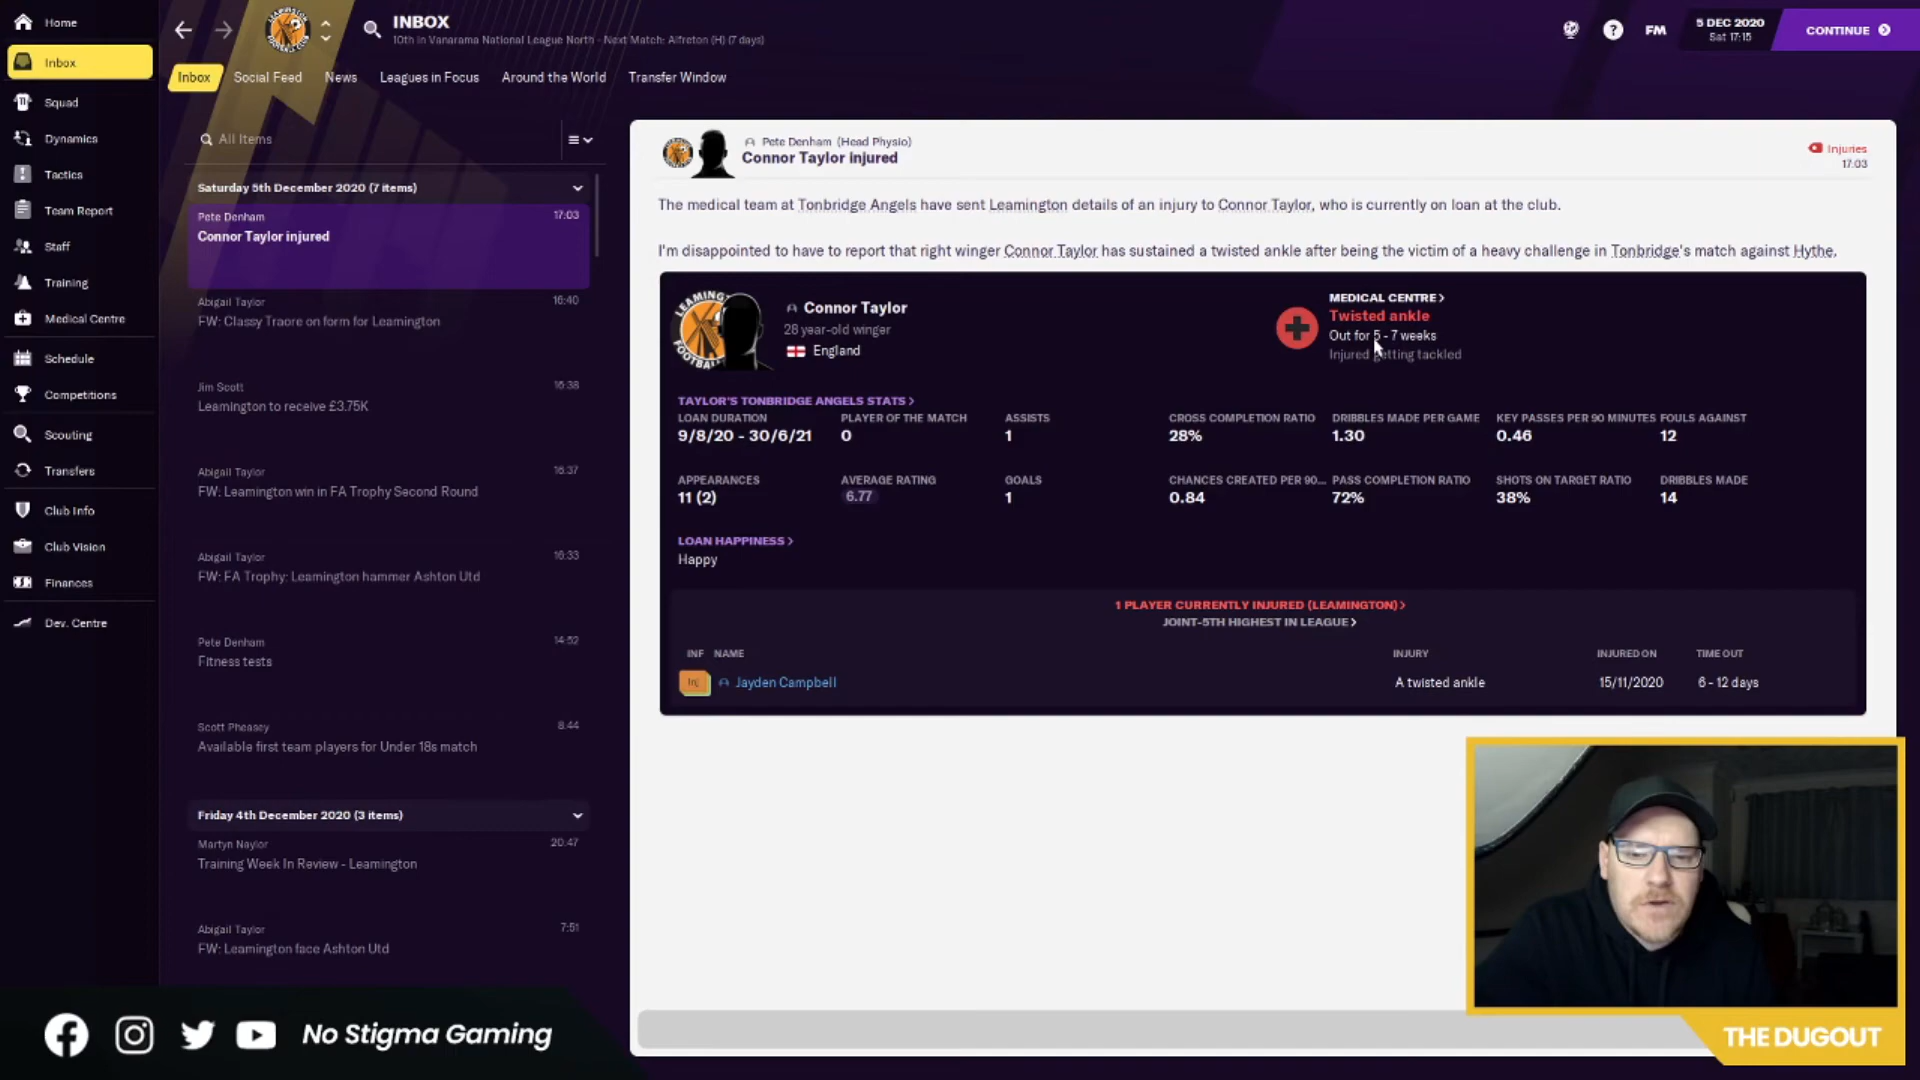 Home
Inbox
Squad
Dynamics
Tactics
Team Report
Staff
Training
Medical Centre
Schedule
Competitions
Scouting
Transfers
Club Info
Club Vision
Finances
Dev. Centre
INBOX
10th in Vanarama National League North - Next Match: Alfreton (H) (7 days)
FM
5 DEC 2020
Sat 17:15
CONTINUE
Inbox Social Feed News Leagues in Focus Around the World Transfer Window
All Items
Saturday 5th December 2020 (7 items)
Pete Denham 17:03
Connor Taylor injured
Abigail Taylor 16:40
FW: Classy Traore on form for Leamington
Jim Scott 16:38
Leamington to receive £3.75K
Abigail Taylor 16:37
FW: Leamington win in FA Trophy Second Round
Abigail Taylor 16:33
FW: FA Trophy: Leamington hammer Ashton Utd
Pete Denham 14:52
Fitness tests
Scott Pheasey 8:44
Available first team players for Under 18s match
Friday 4th December 2020 (3 items)
Martyn Naylor 20:47
Training Week In Review - Leamington
Abigail Taylor 7:51
FW: Leamington face Ashton Utd
Pete Denham (Head Physio)
Connor Taylor injured
Injuries
17:03
The medical team at Tonbridge Angels have sent Leamington details of an injury to Connor Taylor, who is currently on loan at the club.
I'm disappointed to have to report that right winger Connor Taylor has sustained a twisted ankle after being the victim of a heavy challenge in Tonbridge's match against Hythe.
LEAMINGTON
FOOTBALL
Connor Taylor
28 year-old winger
England
MEDICAL CENTRE >
Twisted ankle
Out for 5 - 7 weeks
Injured getting tackled
TAYLOR'S TONBRIDGE ANGELS STATS >
LOAN DURATION PLAYER OF THE MATCH ASSISTS CROSS COMPLETION RATIO DRIBBLES MADE PER GAME KEY PASSES PER 90 MINUTES FOULS AGAINST
9/8/20 - 30/6/21 0 1 28% 1.30 0.46 12
APPEARANCES AVERAGE RATING GOALS CHANCES CREATED PER 90... PASS COMPLETION RATIO SHOTS ON TARGET RATIO DRIBBLES MADE
11 (2) 6.77 1 0.84 72% 38% 14
LOAN HAPPINESS >
Happy
1 PLAYER CURRENTLY INJURED (LEAMINGTON) >
JOINT-5TH HIGHEST IN LEAGUE >
INF NAME INJURY INJURED ON TIME OUT
Inj Jayden Campbell A twisted ankle 15/11/2020 6 - 12 days
No Stigma Gaming
THE DUGOUT